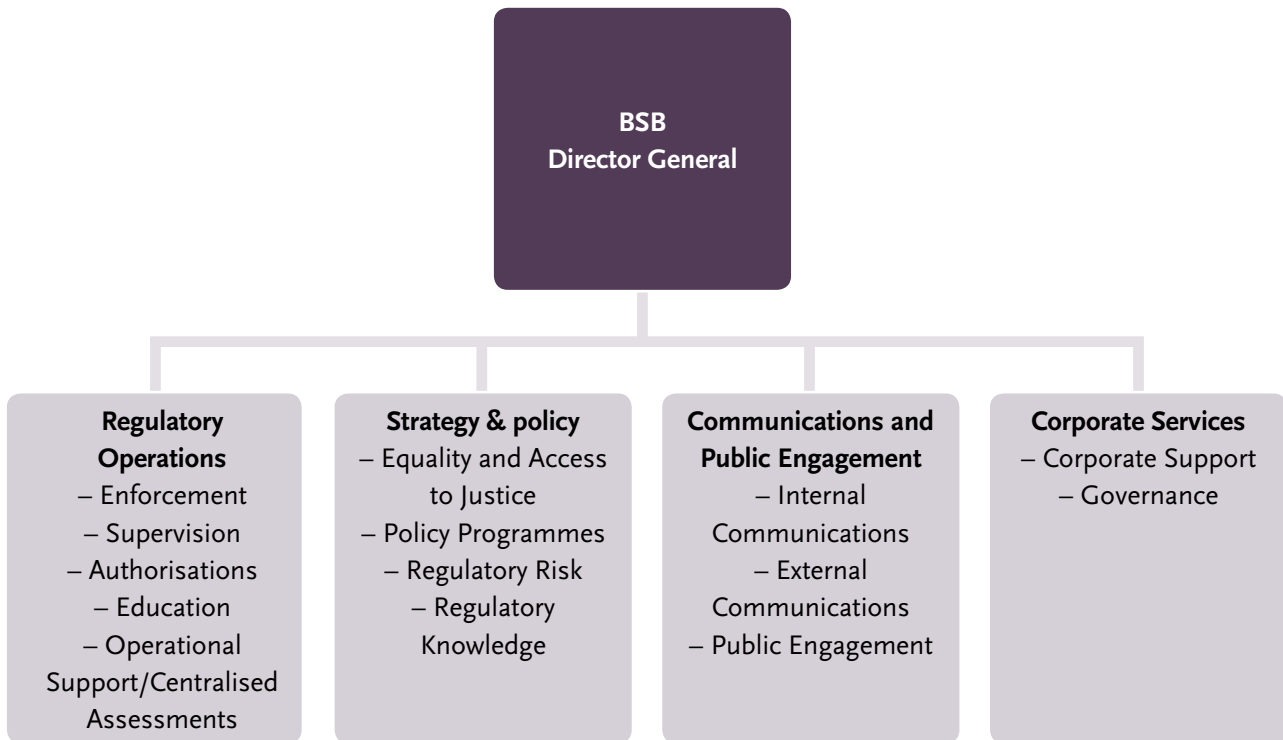 BSB
Director General
Regulatory
Operations
– Enforcement
– Supervision
– Authorisations
– Education
– Operational
Support/Centralised
Assessments
Strategy & policy
– Equality and Access
to Justice
– Policy Programmes
– Regulatory Risk
– Regulatory
Knowledge
Communications and
Public Engagement
– Internal
Communications
– External
Communications
– Public Engagement
Corporate Services
– Corporate Support
– Governance